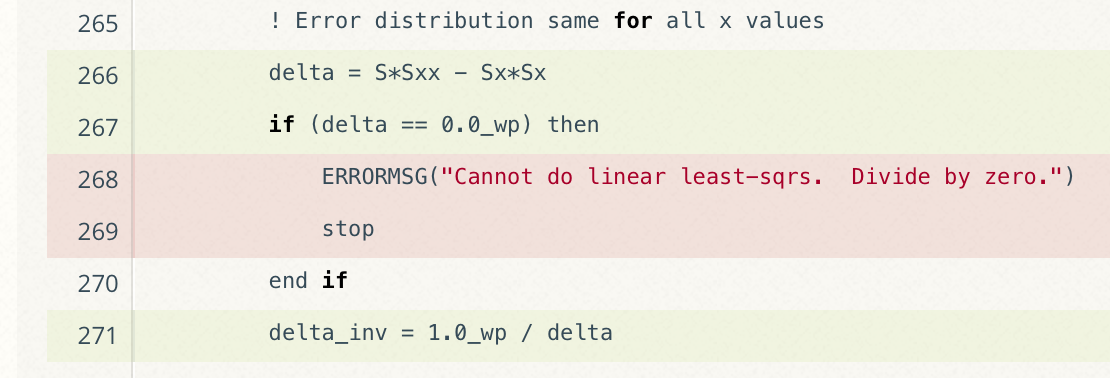 265 ! Error distribution same for all x values
266 delta = S*Sxx - Sx*Sx
267 if (delta == 0.0_wp) then
268 ERRORMSG("Cannot do linear least-sqrs.  Divide by zero.")
269 stop
270 end if
271 delta_inv = 1.0_wp / delta